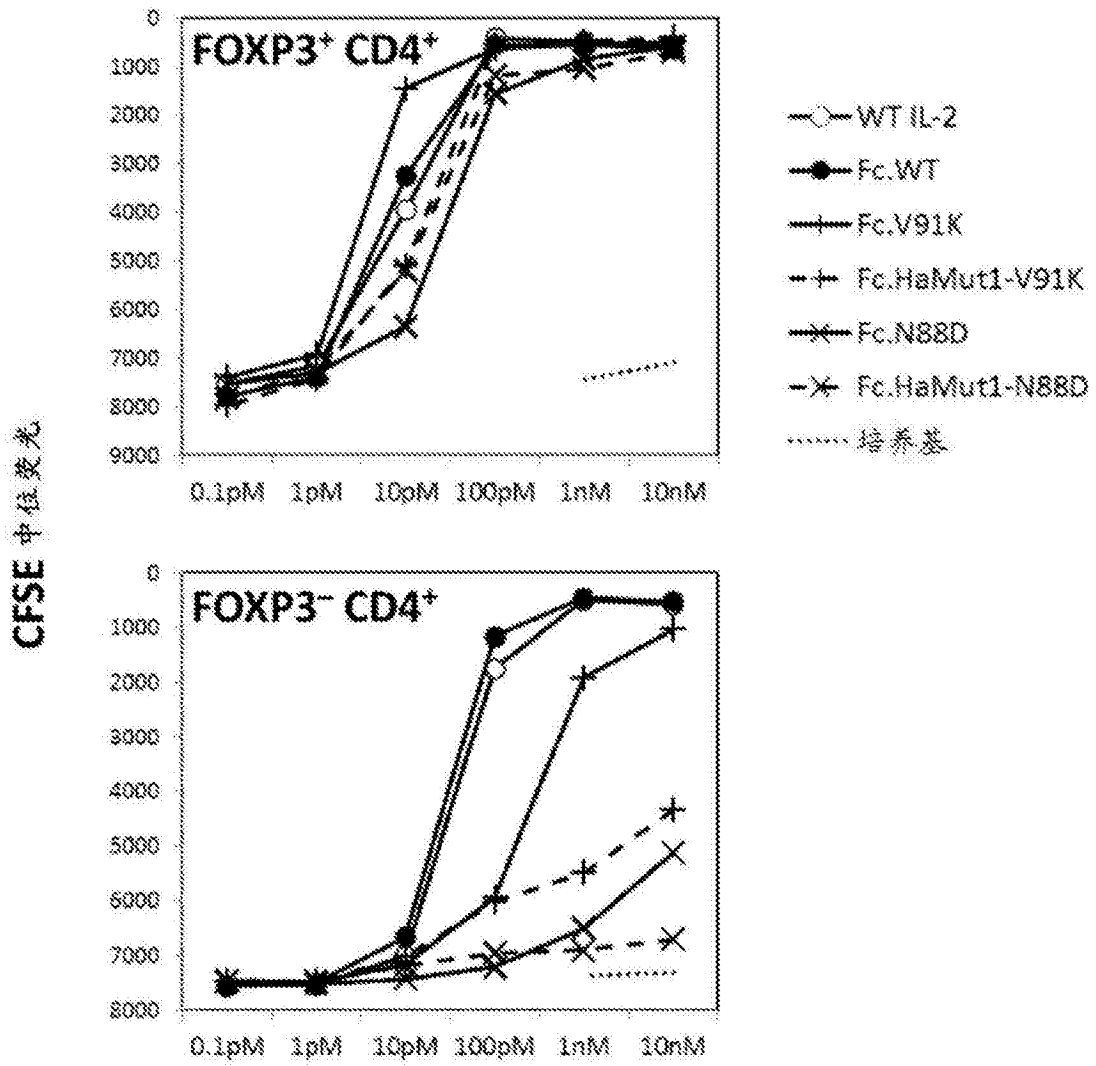 CFSE 中位荧光
FOXP3⁺ CD4⁺
0
1000
2000
3000
4000
5000
6000
7000
8000
9000
0.1pM 1pM 10pM 100pM 1nM 10nM
WT IL-2
Fc.WT
Fc.V91K
Fc.HaMut1-V91K
Fc.N88D
Fc.HaMut1-N88D
培养基
FOXP3⁻ CD4⁺
0
1000
2000
3000
4000
5000
6000
7000
8000
0.1pM 1pM 10pM 100pM 1nM 10nM